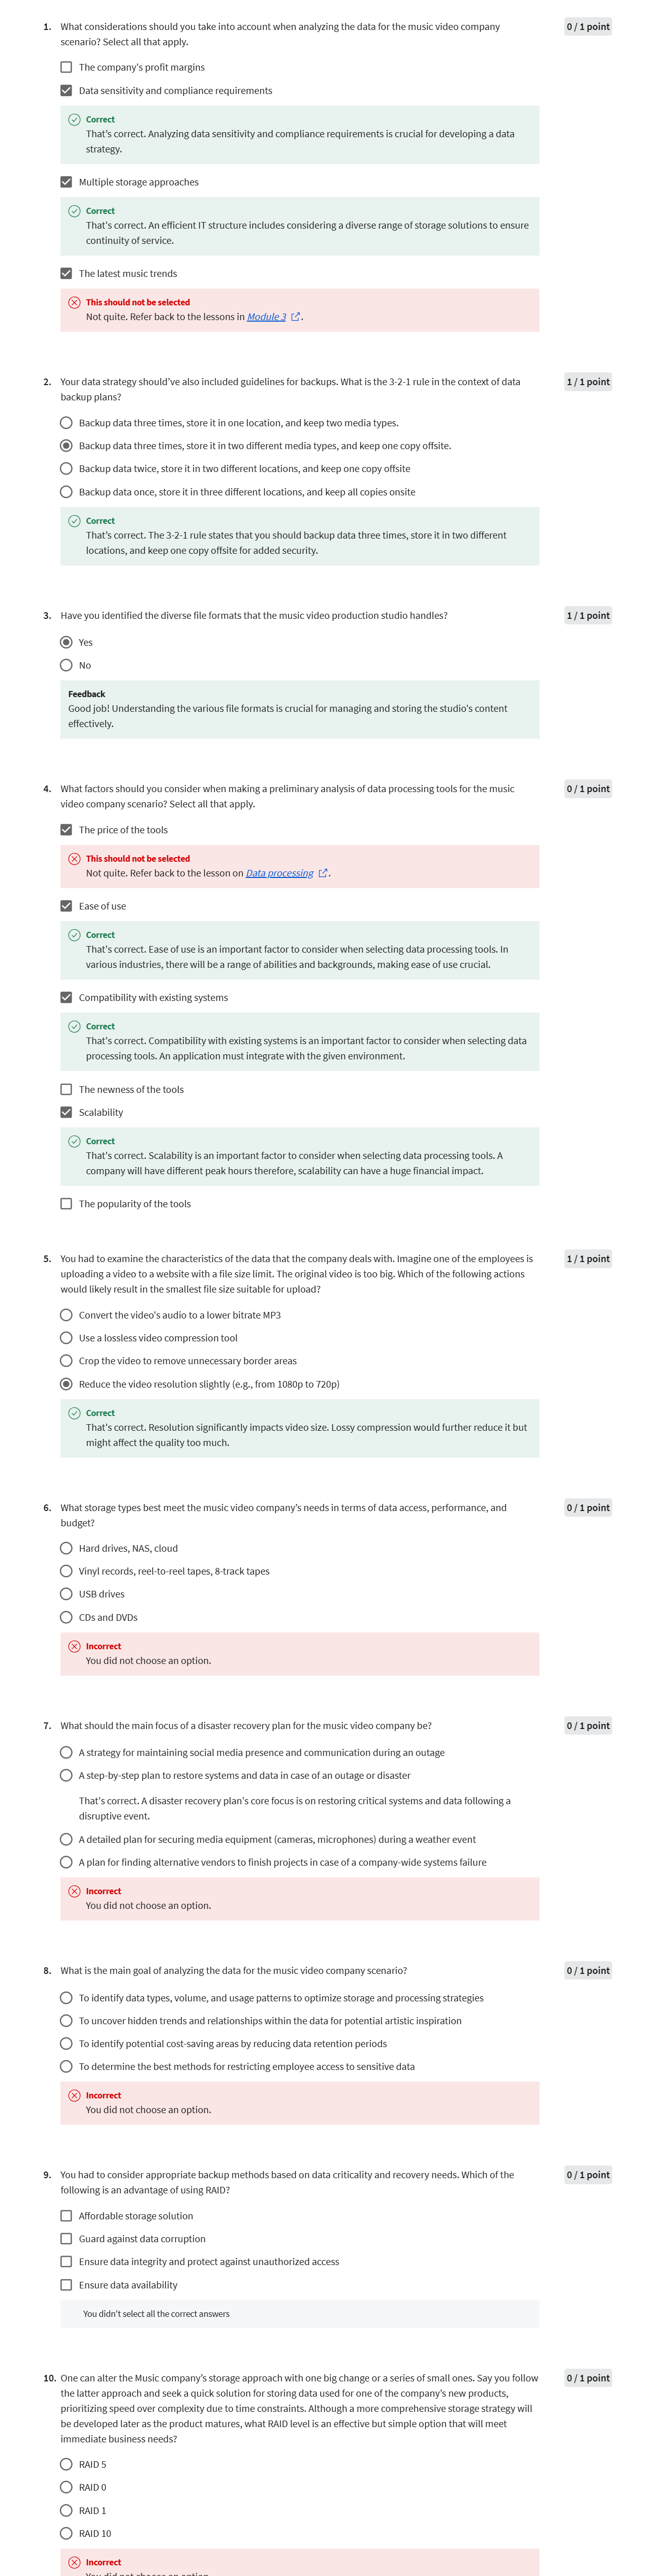 1. What considerations should you take into account when analyzing the data for the music video company
scenario? Select all that apply.
0 / 1 point
The company's profit margins
Data sensitivity and compliance requirements
Correct
That's correct. Analyzing data sensitivity and compliance requirements is crucial for developing a data
strategy.
Multiple storage approaches
Correct
That's correct. An efficient IT structure includes considering a diverse range of storage solutions to ensure
continuity of service.
The latest music trends
This should not be selected
Not quite. Refer back to the lessons in Module 3 .
2. Your data strategy should've also included guidelines for backups. What is the 3-2-1 rule in the context of data
backup plans?
1 / 1 point
Backup data three times, store it in one location, and keep two media types.
Backup data three times, store it in two different media types, and keep one copy offsite.
Backup data twice, store it in two different locations, and keep one copy offsite
Backup data once, store it in three different locations, and keep all copies onsite
Correct
That's correct. The 3-2-1 rule states that you should backup data three times, store it in two different
locations, and keep one copy offsite for added security.
3. Have you identified the diverse file formats that the music video production studio handles?
1 / 1 point
Yes
No
Feedback
Good job! Understanding the various file formats is crucial for managing and storing the studio's content
effectively.
4. What factors should you consider when making a preliminary analysis of data processing tools for the music
video company scenario? Select all that apply.
0 / 1 point
The price of the tools
This should not be selected
Not quite. Refer back to the lesson on Data processing .
Ease of use
Correct
That's correct. Ease of use is an important factor to consider when selecting data processing tools. In
various industries, there will be a range of abilities and backgrounds, making ease of use crucial.
Compatibility with existing systems
Correct
That's correct. Compatibility with existing systems is an important factor to consider when selecting data
processing tools. An application must integrate with the given environment.
The newness of the tools
Scalability
Correct
That's correct. Scalability is an important factor to consider when selecting data processing tools. A
company will have different peak hours therefore, scalability can have a huge financial impact.
The popularity of the tools
5. You had to examine the characteristics of the data that the company deals with. Imagine one of the employees is
uploading a video to a website with a file size limit. The original video is too big. Which of the following actions
would likely result in the smallest file size suitable for upload?
1 / 1 point
Convert the video's audio to a lower bitrate MP3
Use a lossless video compression tool
Crop the video to remove unnecessary border areas
Reduce the video resolution slightly (e.g., from 1080p to 720p)
Correct
That's correct. Resolution significantly impacts video size. Lossy compression would further reduce it but
might affect the quality too much.
6. What storage types best meet the music video company's needs in terms of data access, performance, and
budget?
0 / 1 point
Hard drives, NAS, cloud
Vinyl records, reel-to-reel tapes, 8-track tapes
USB drives
CDs and DVDs
Incorrect
You did not choose an option.
7. What should the main focus of a disaster recovery plan for the music video company be?
0 / 1 point
A strategy for maintaining social media presence and communication during an outage
A step-by-step plan to restore systems and data in case of an outage or disaster
That's correct. A disaster recovery plan's core focus is on restoring critical systems and data following a
disruptive event.
A detailed plan for securing media equipment (cameras, microphones) during a weather event
A plan for finding alternative vendors to finish projects in case of a company-wide systems failure
Incorrect
You did not choose an option.
8. What is the main goal of analyzing the data for the music video company scenario?
0 / 1 point
To identify data types, volume, and usage patterns to optimize storage and processing strategies
To uncover hidden trends and relationships within the data for potential artistic inspiration
To identify potential cost-saving areas by reducing data retention periods
To determine the best methods for restricting employee access to sensitive data
Incorrect
You did not choose an option.
9. You had to consider appropriate backup methods based on data criticality and recovery needs. Which of the
following is an advantage of using RAID?
0 / 1 point
Affordable storage solution
Guard against data corruption
Ensure data integrity and protect against unauthorized access
Ensure data availability
You didn't select all the correct answers
10. One can alter the Music company's storage approach with one big change or a series of small ones. Say you follow
the latter approach and seek a quick solution for storing data used for one of the company's new products,
prioritizing speed over complexity due to time constraints. Although a more comprehensive storage strategy will
be developed later as the product matures, what RAID level is an effective but simple option that will meet
immediate business needs?
0 / 1 point
RAID 5
RAID 0
RAID 1
RAID 10
Incorrect